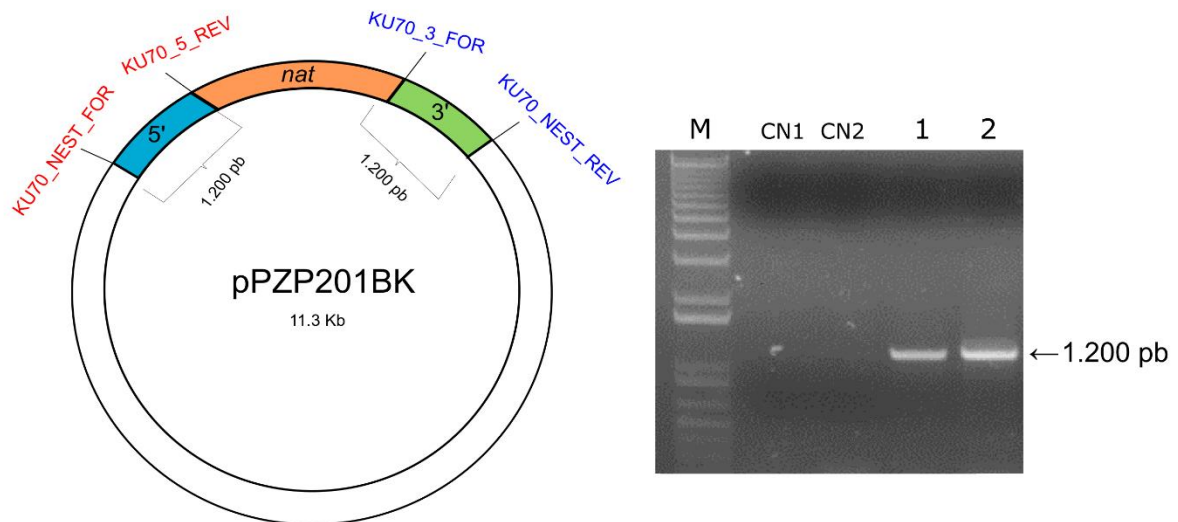 KU70_NEST_FOR
KU70_5_REV
KU70_3_FOR
KU70_NEST_REV
5'
nat
3'
1.200 pb
1.200 pb
pPZP201BK
11.3 Kb
M CN1 CN2 1 2
←1.200 pb